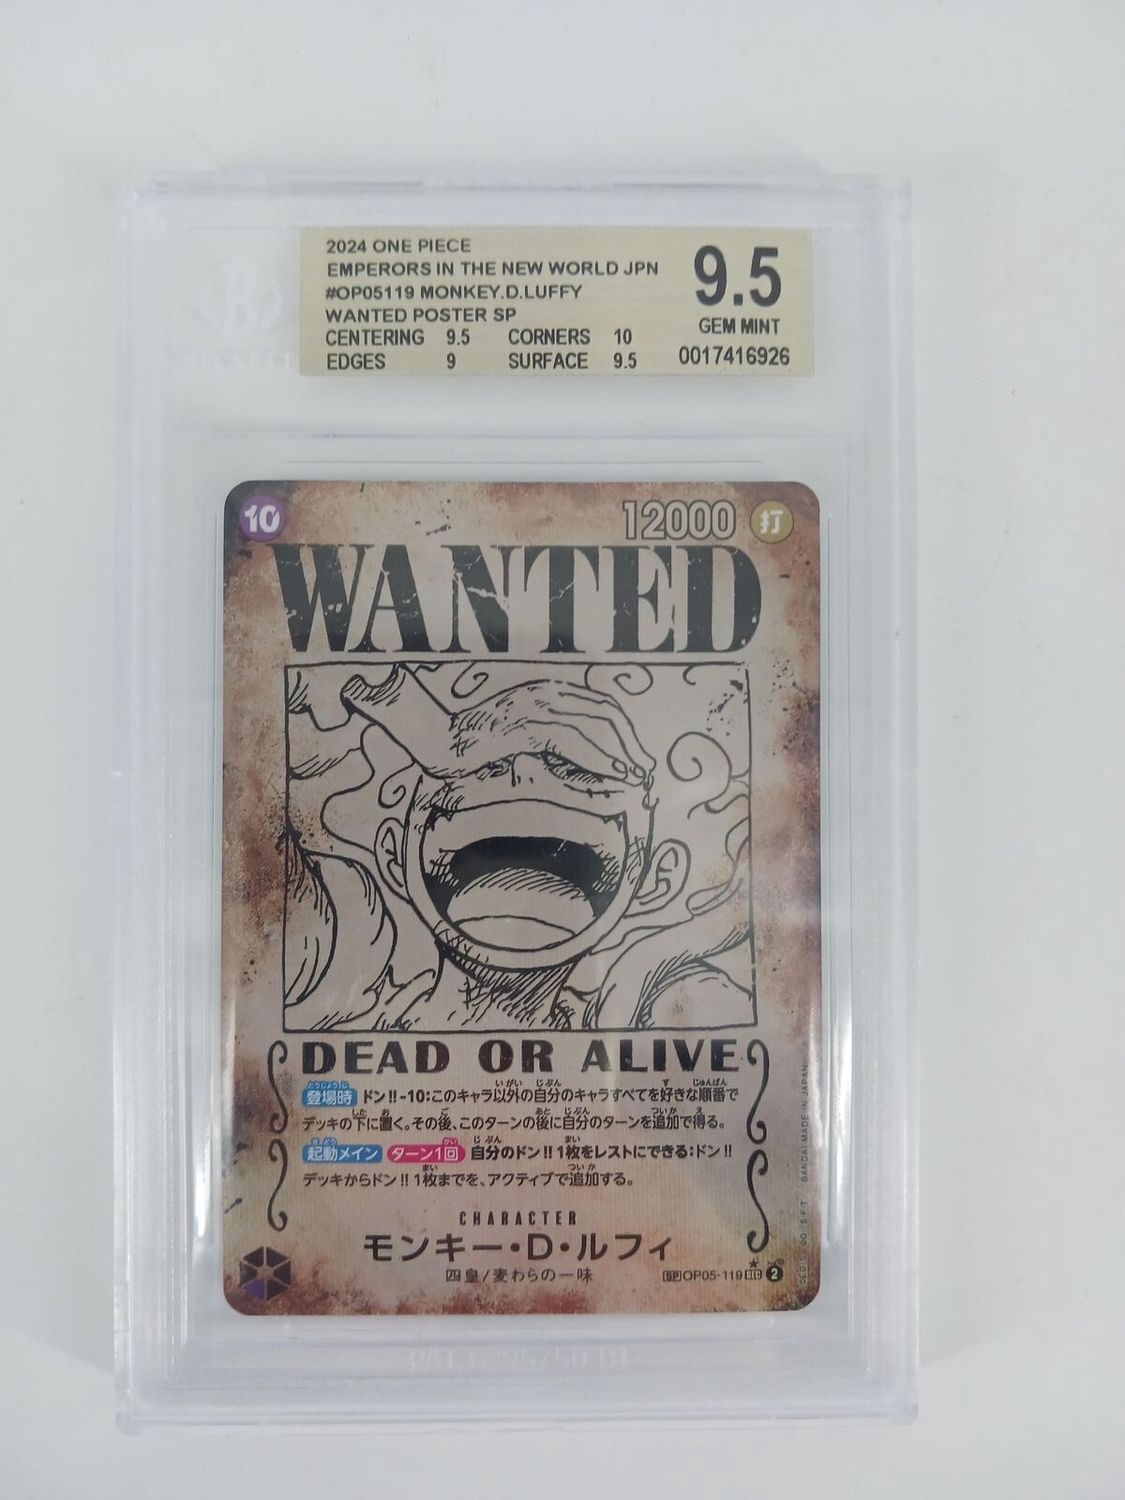 2024 ONE PIECE
EMPERORS IN THE NEW WORLD JPN
#OP05119 MONKEY.D.LUFFY
WANTED POSTER SP
CENTERING 9.5 CORNERS 10
EDGES 9 SURFACE 9.5
9.5
GEM MINT
0017416926
10
12000 打
WANTED
DEAD OR ALIVE
登場時 ドン!!-10:このキャラ以外の自分のキャラすべてを好きな順番で
デッキの下に置く。その後、このターンの後に自分のターンを追加で得る。
起動メイン ターン1回 自分のドン!!1枚をレストにできる:ドン!!
デッキからドン!!1枚までを、アクティブで追加する。
CHARACTER
モンキー・D・ルフィ
四皇/麦わらの一味
SP OP05-119 SEC 2
BANDAI MADE IN JAPAN